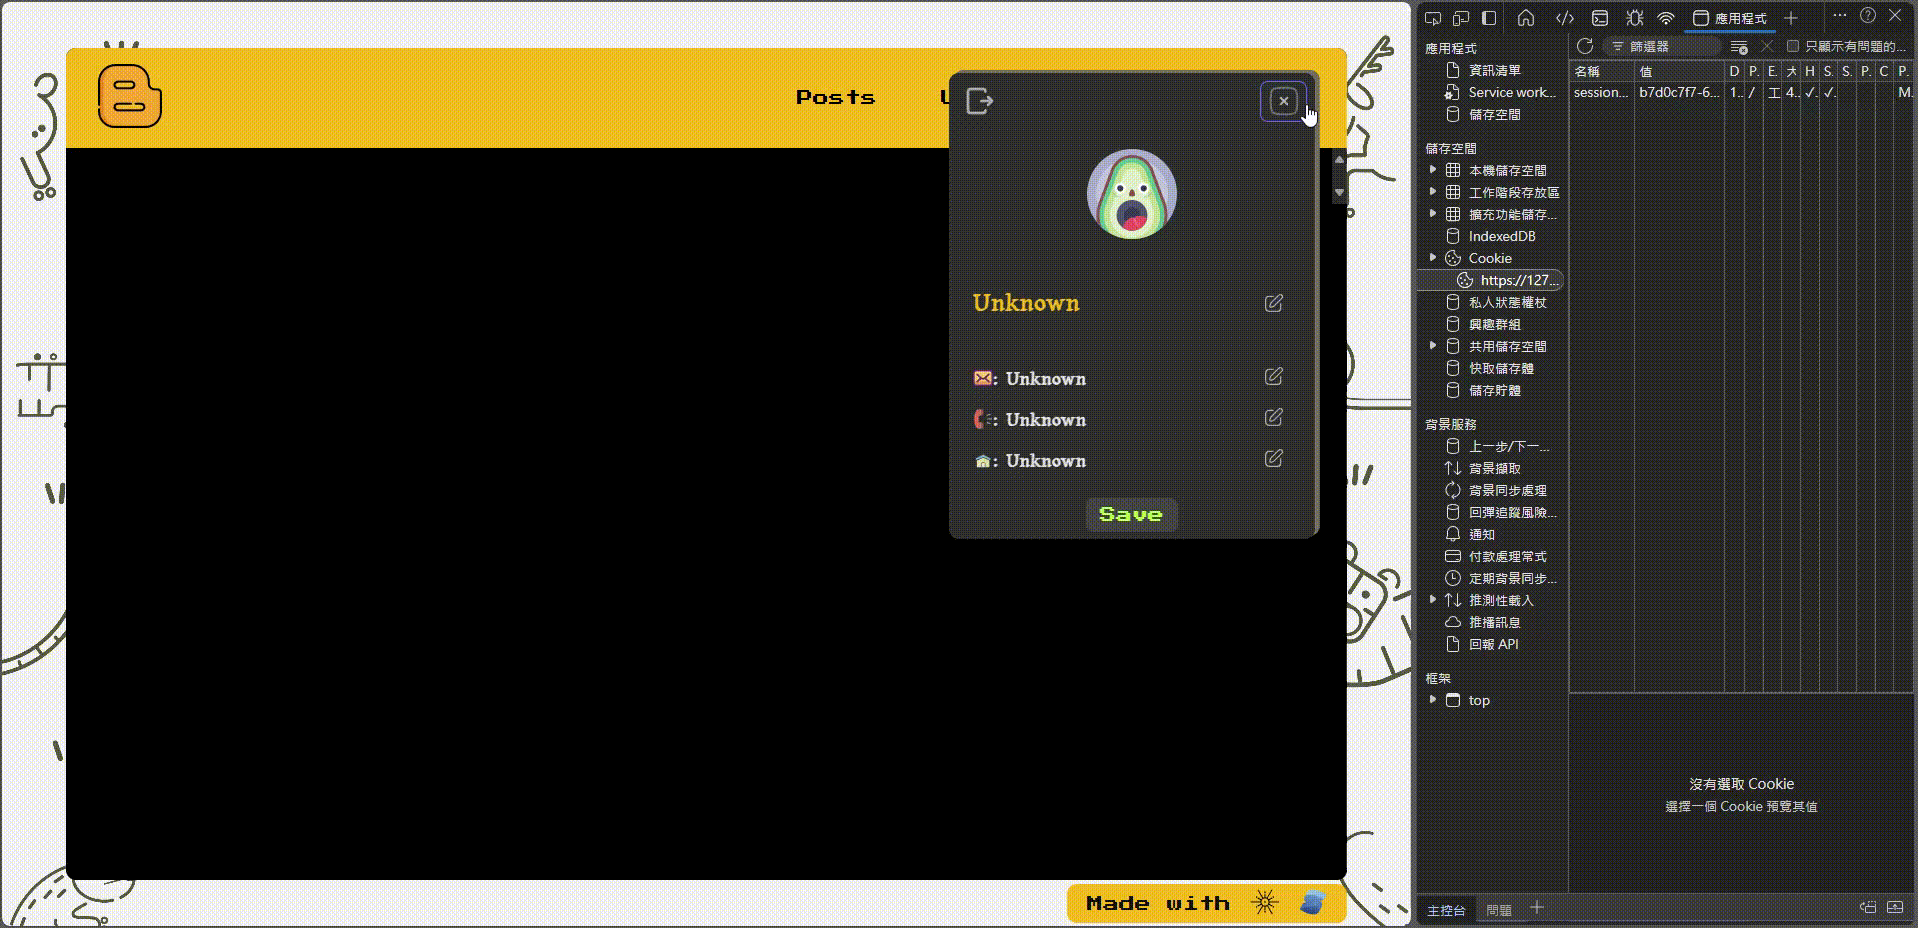 Posts
Unknown
: Unknown
: Unknown
: Unknown
Save
Made with
應用程式
應用程式
資訊清單
Service work...
儲存空間
儲存空間
本機儲存空間
工作階段存放區
擴充功能儲存...
IndexedDB
Cookie
https://127...
私人狀態權杖
興趣群組
共用儲存空間
快取儲存體
儲存貯體
背景服務
上一步/下一...
背景擷取
背景同步處理
回彈追蹤風險...
通知
付款處理常式
定期背景同步...
推測性載入
推播訊息
回報 API
框架
top
篩選器 只顯示有問題的...
名稱 值 D P. E. 大 H S. S. P. C P.
session... b7d0c7f7-6... 1.. / 工 4.. ✓. ✓. M.
沒有選取 Cookie
選擇一個 Cookie 預覽其值
主控台 問題